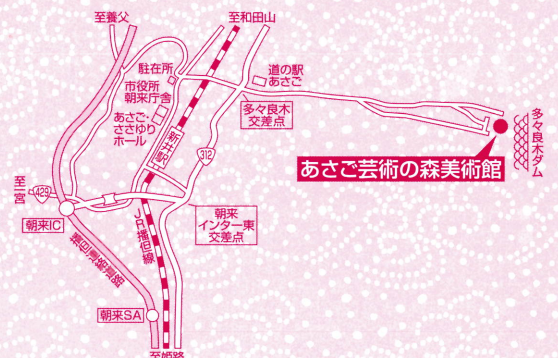 至養父
至和田山
駐在所
市役所
朝来庁舎
道の駅
あさご
あさご・
ささゆり
ホール
多々良木
交差点
新井駅
312
多々良木ダム
あさご芸術の森美術館
至一宮
429
朝来IC
朝来
インター東
交差点
JR播但線
播但連絡道路
朝来SA
至姫路